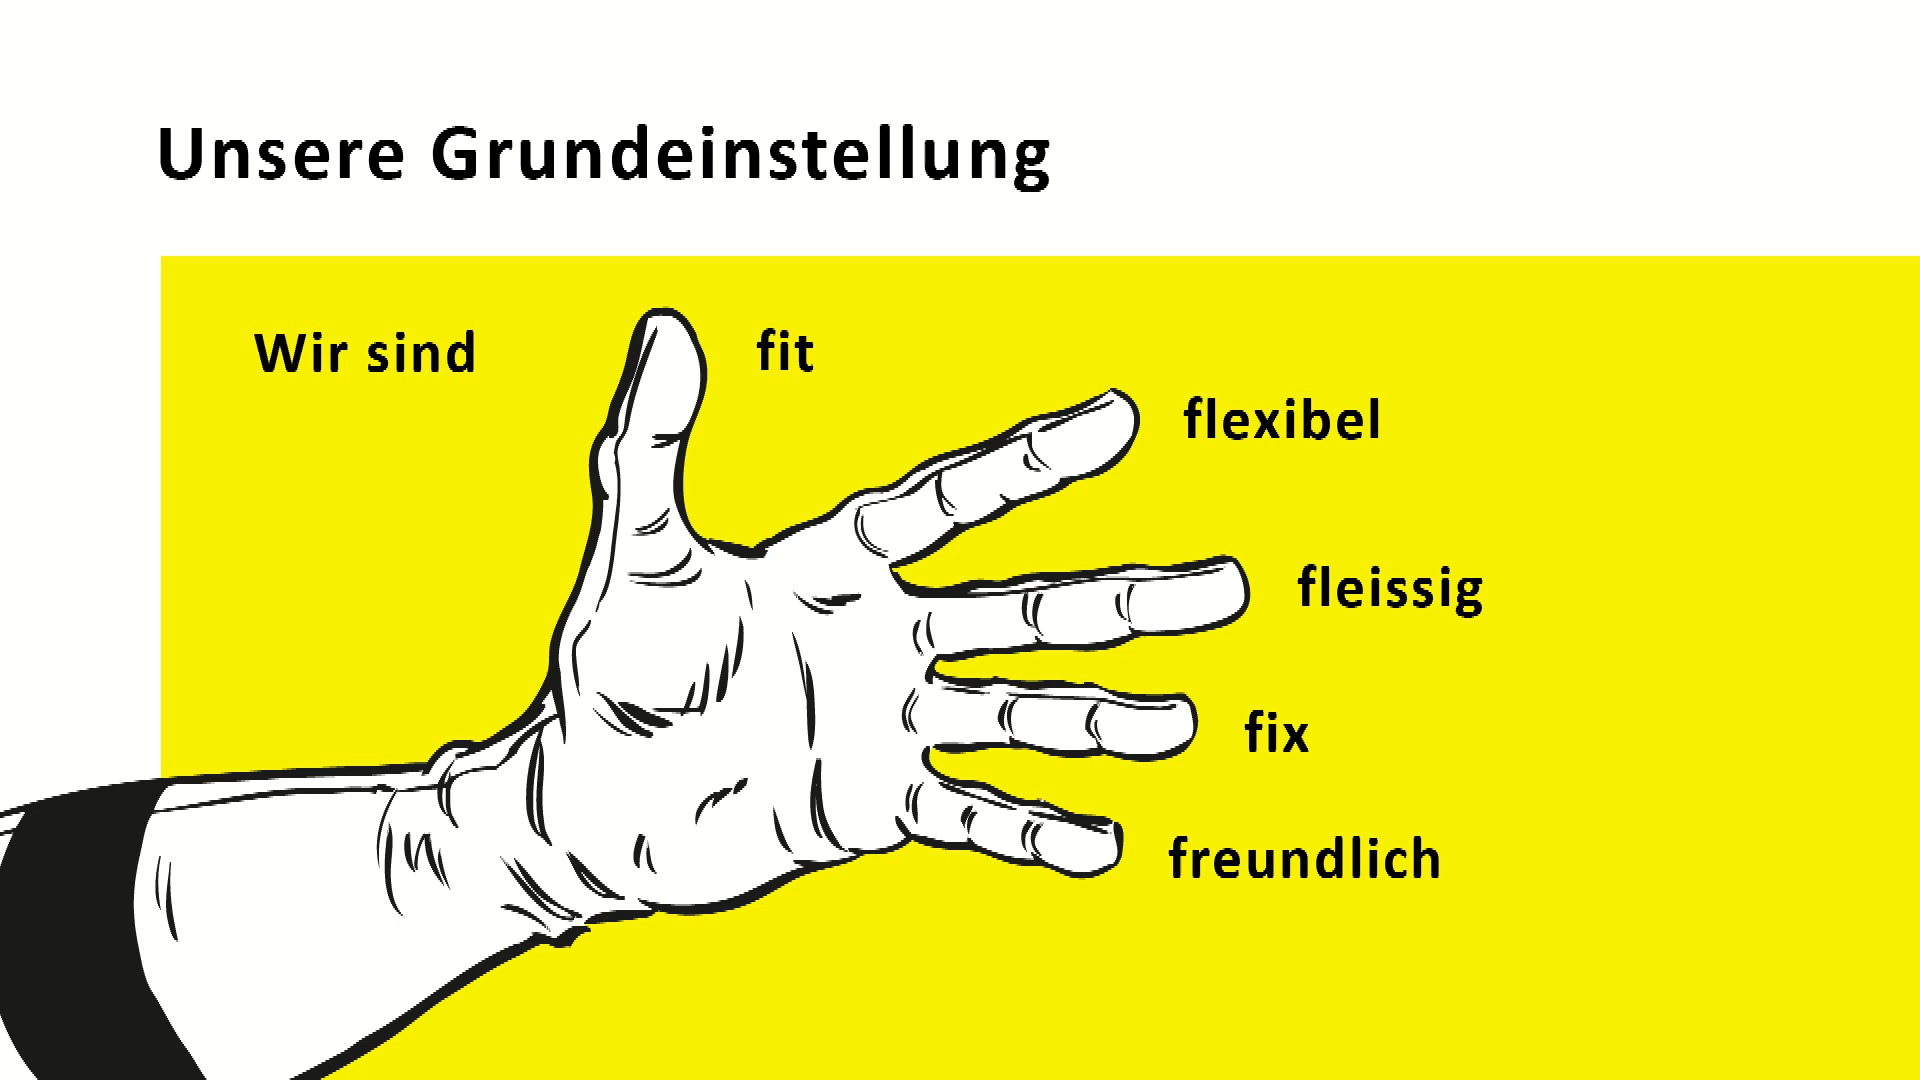 Unsere Grundeinstellung
Wir sind
fit
flexibel
fleissig
fix
freundlich